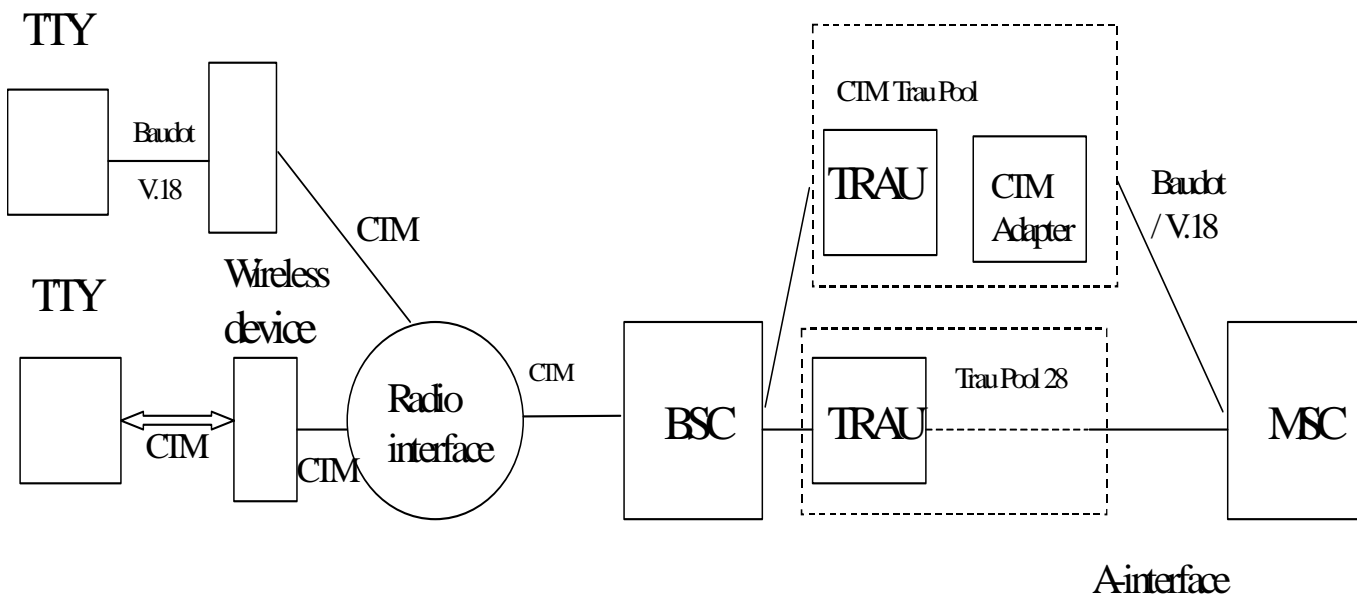 TTY
Baudot
V.18
CTM
Wireless
device
TTY
CTM
CTM
Radio
interface
CTM
BSC
CTM Trau Pool
TRAU
CTM
Adapter
Baudot
/ V.18
Trau Pool 28
TRAU
MSC
A-interface